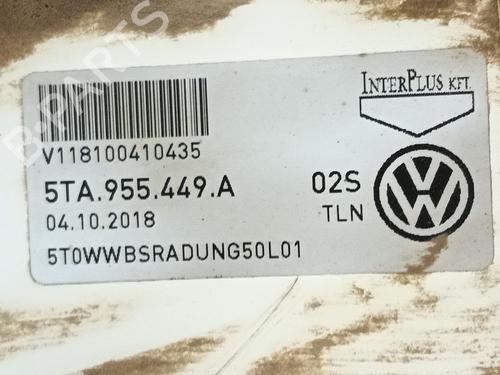 INTERPLUS KFT.
V118100410435
5TA.955.449.A 02S
04.10.2018 TLN
5T0WWBSRADUNG50L01
B-PARTS